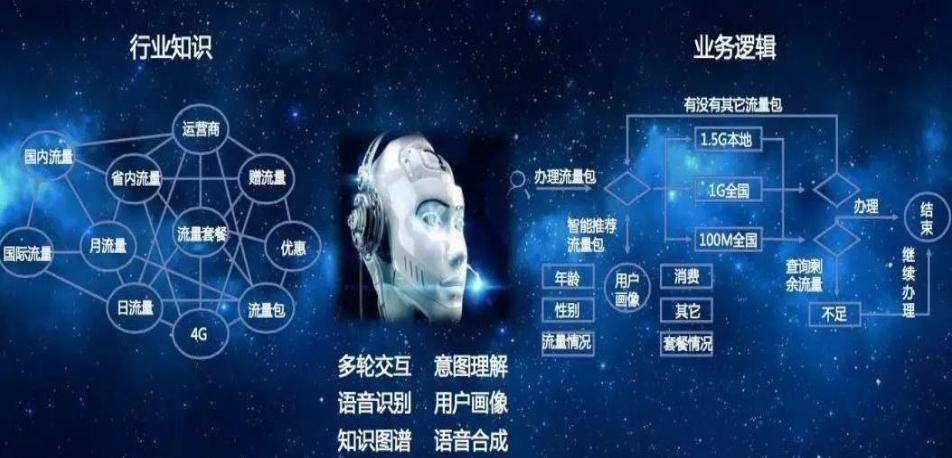 行业知识
业务逻辑
运营商
国内流量
省内流量
赠流量
国际流量
月流量
流量套餐
优惠
日流量
4G
流量包
多轮交互
意图理解
语音识别
用户画像
知识图谱
语音合成
有没有其它流量包
办理流量包
1.5G本地
1G全国
100M全国
智能推荐
流量包
年龄
性别
流量情况
用户
画像
消费
其它
套餐情况
办理
查询剩
余流量
不足
结束
继续办理